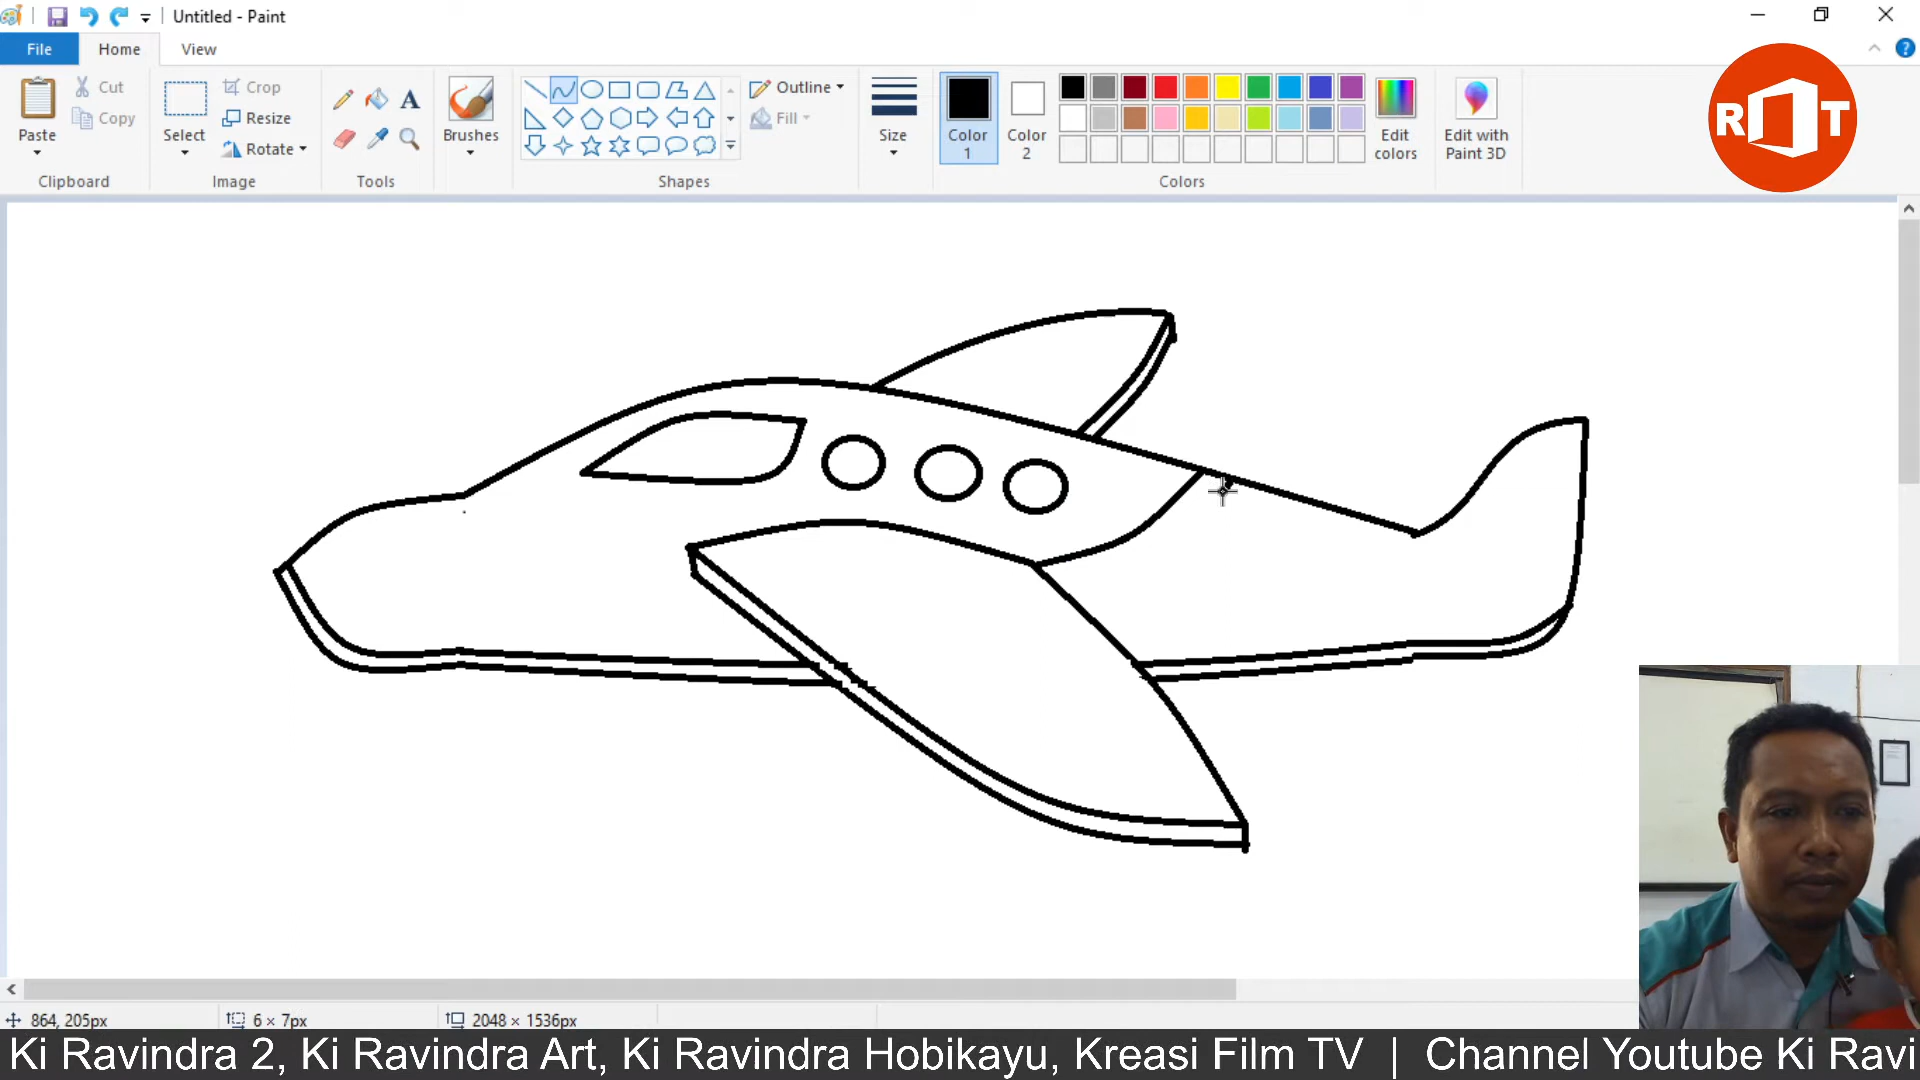 Untitled - Paint
File Home View
Paste
Cut
Copy
Clipboard
Select
Crop
Resize
Rotate
Image
A
Tools
Brushes
Shapes
Outline
Fill
Size
Color 1
Color 2
Colors
Edit colors
Edit with Paint 3D
?
R T
864, 205px
6 × 7px
2048 × 1536px
Ki Ravindra 2, Ki Ravindra Art, Ki Ravindra Hobikayu, Kreasi Film TV | Channel Youtube Ki Ravi